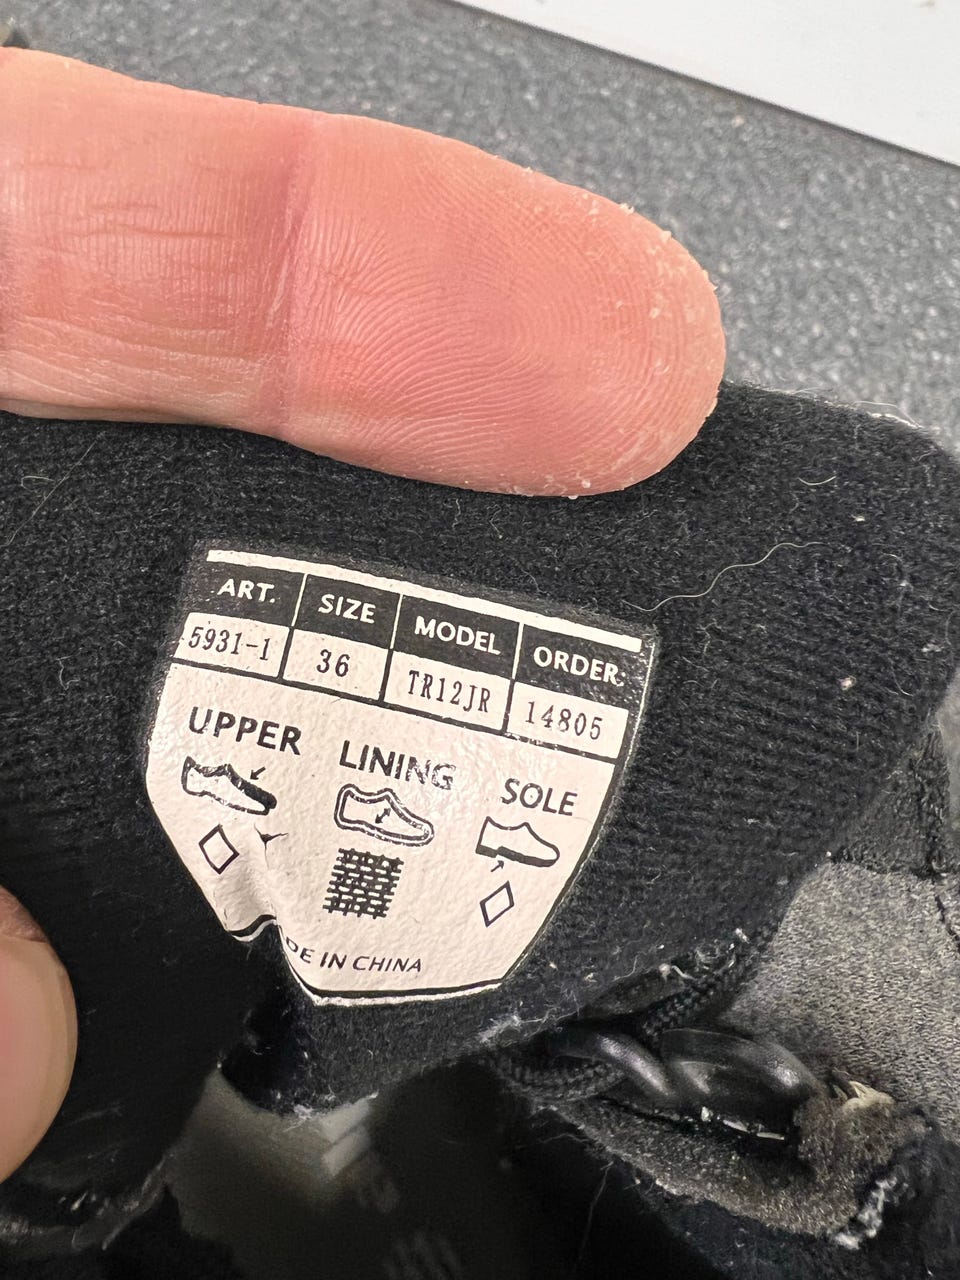 ART. SIZE MODEL ORDER:
5931-1 36 TR12JR 14805
UPPER LINING SOLE
DE IN CHINA